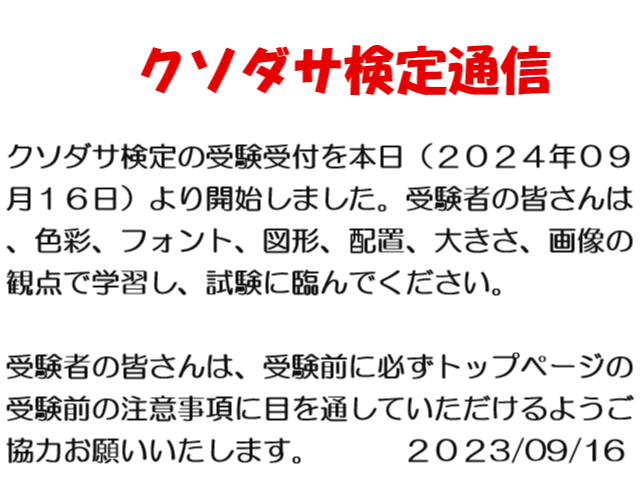 クソダサ検定通信
クソダサ検定の受験受付を本日（２０２４年０９
月１６日）より開始しました。受験者の皆さんは
、色彩、フォント、図形、配置、大きさ、画像の
観点で学習し、試験に臨んでください。
受験者の皆さんは、受験前に必ずトップページの
受験前の注意事項に目を通していただけるようご
協力お願いいたします。　　　２０２３/０９/１６